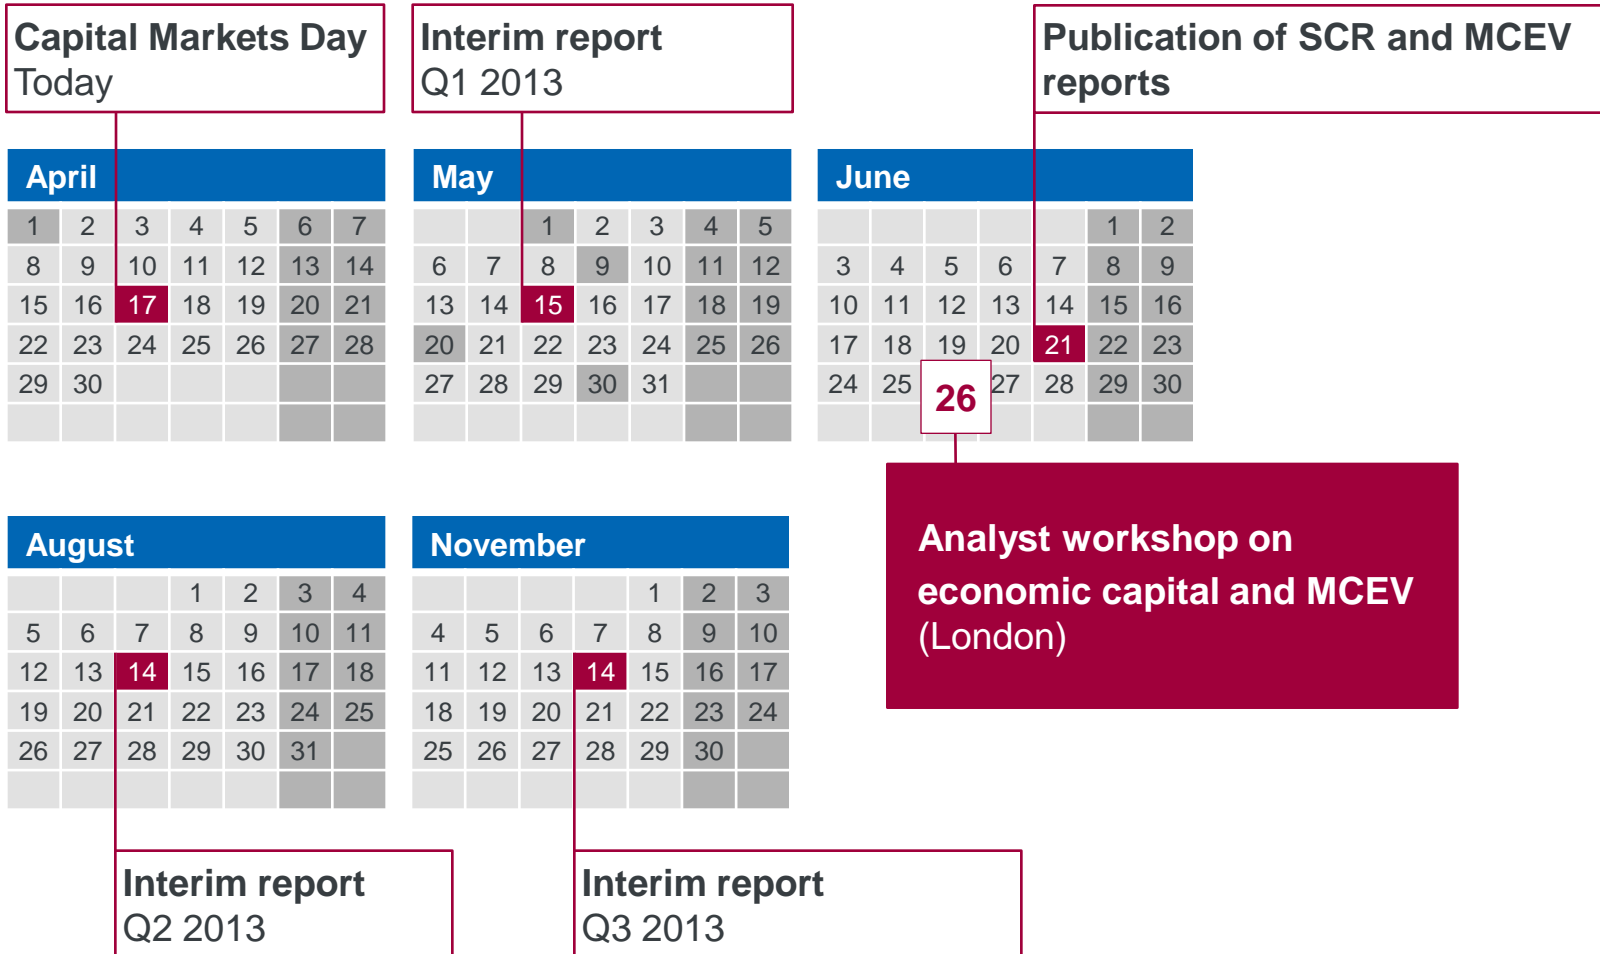 Capital Markets Day
Today
Interim report
Q1 2013
Publication of SCR and MCEV
reports
April
1 2 3 4 5 6 7
8 9 10 11 12 13 14
15 16 17 18 19 20 21
22 23 24 25 26 27 28
29 30
May
1 2 3 4 5
6 7 8 9 10 11 12
13 14 15 16 17 18 19
20 21 22 23 24 25 26
27 28 29 30 31
June
1 2
3 4 5 6 7 8 9
10 11 12 13 14 15 16
17 18 19 20 21 22 23
24 25 26 27 28 29 30
August
1 2 3 4
5 6 7 8 9 10 11
12 13 14 15 16 17 18
19 20 21 22 23 24 25
26 27 28 29 30 31
November
1 2 3
4 5 6 7 8 9 10
11 12 13 14 15 16 17
18 19 20 21 22 23 24
25 26 27 28 29 30
Analyst workshop on
economic capital and MCEV
(London)
Interim report
Q2 2013
Interim report
Q3 2013